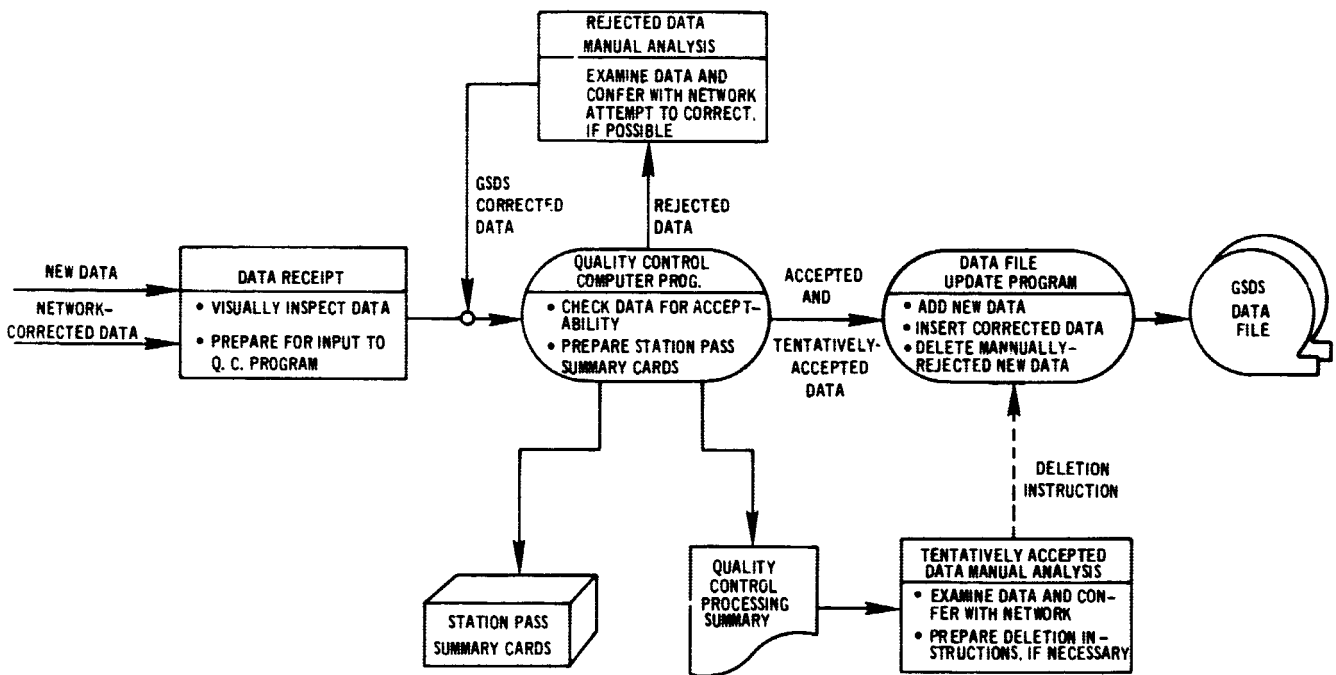 REJECTED DATA
MANUAL ANALYSIS
EXAMINE DATA AND
CONFER WITH NETWORK
ATTEMPT TO CORRECT,
IF POSSIBLE
GSDS
CORRECTED
DATA
REJECTED
DATA
NEW DATA
NETWORK-
CORRECTED DATA
DATA RECEIPT
• VISUALLY INSPECT DATA
• PREPARE FOR INPUT TO
Q. C. PROGRAM
QUALITY CONTROL
COMPUTER PROG.
• CHECK DATA FOR ACCEPT-
ABILITY
• PREPARE STATION PASS
SUMMARY CARDS
ACCEPTED
AND
TENTATIVELY-
ACCEPTED
DATA
DATA FILE
UPDATE PROGRAM
• ADD NEW DATA
• INSERT CORRECTED DATA
• DELETE MANNUALLY-
REJECTED NEW DATA
GSDS
DATA
FILE
DELETION
INSTRUCTION
STATION PASS
SUMMARY CARDS
QUALITY
CONTROL
PROCESSING
SUMMARY
TENTATIVELY ACCEPTED
DATA MANUAL ANALYSIS
• EXAMINE DATA AND CON-
FER WITH NETWORK
• PREPARE DELETION IN-
STRUCTIONS, IF NECESSARY